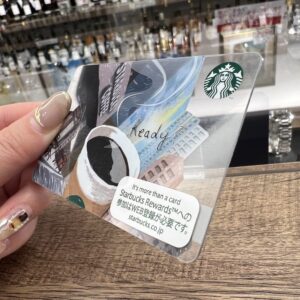 Ready
It's more than a card
Starbucks Rewards™への
参加はWEB登録が必要です。
starbucks.co.jp